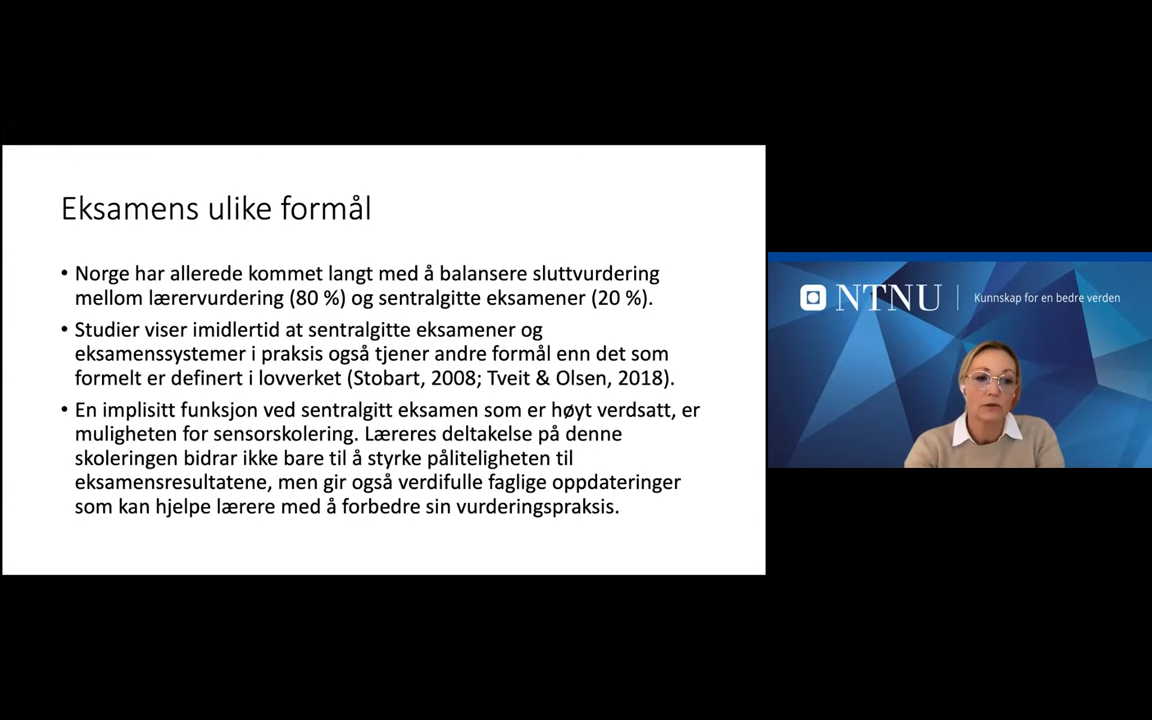 Eksamens ulike formål
• Norge har allerede kommet langt med å balansere sluttvurdering
mellom lærervurdering (80 %) og sentralgitte eksamener (20 %).
• Studier viser imidlertid at sentralgitte eksamener og
eksamenssystemer i praksis også tjener andre formål enn det som
formelt er definert i lovverket (Stobart, 2008; Tveit & Olsen, 2018).
• En implisitt funksjon ved sentralgitt eksamen som er høyt verdsatt, er
muligheten for sensorskolering. Læreres deltakelse på denne
skoleringen bidrar ikke bare til å styrke påliteligheten til
eksamensresultatene, men gir også verdifulle faglige oppdateringer
som kan hjelpe lærere med å forbedre sin vurderingspraksis.
NTNU
Kunnskap for en bedre verden